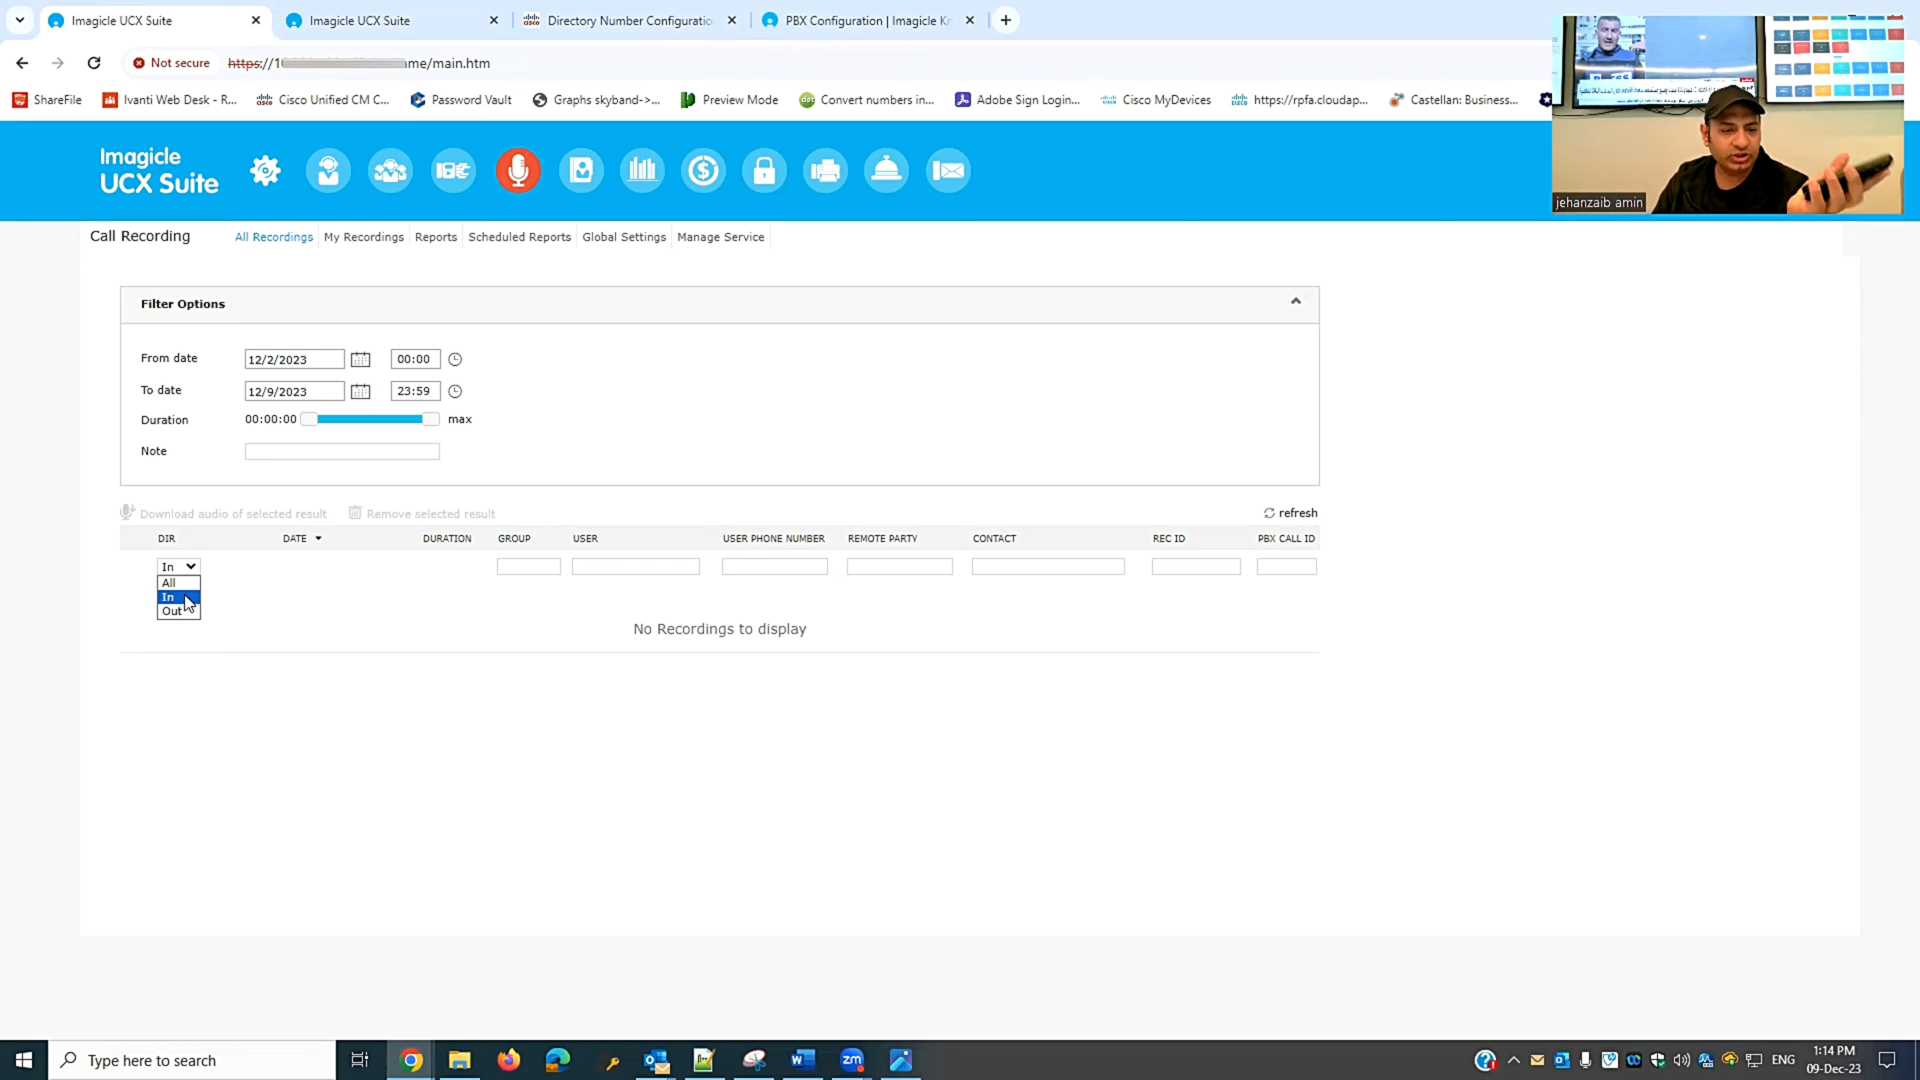 Imagicle UCX Suite
Imagicle UCX Suite
Directory Number Configuratio
PBX Configuration | Imagicle Kn
Not secure
https://1
ime/main.htm
ShareFile
Ivanti Web Desk - R...
Cisco Unified CM C...
Password Vault
Graphs skyband->...
Preview Mode
Convert numbers in...
Adobe Sign Login...
Cisco MyDevices
https://rpfa.cloudap...
Castellan: Business...
jehanzaib amin
Imagicle
UCX Suite
Call Recording
All Recordings
My Recordings
Reports
Scheduled Reports
Global Settings
Manage Service
Filter Options
From date
12/2/2023
00:00
To date
12/9/2023
23:59
Duration
00:00:00
max
Note
Download audio of selected result
Remove selected result
refresh
DIR
DATE
DURATION
GROUP
USER
USER PHONE NUMBER
REMOTE PARTY
CONTACT
REC ID
PBX CALL ID
In
All
In
Out
No Recordings to display
Type here to search
zm
ENG
1:14 PM
09-Dec-23